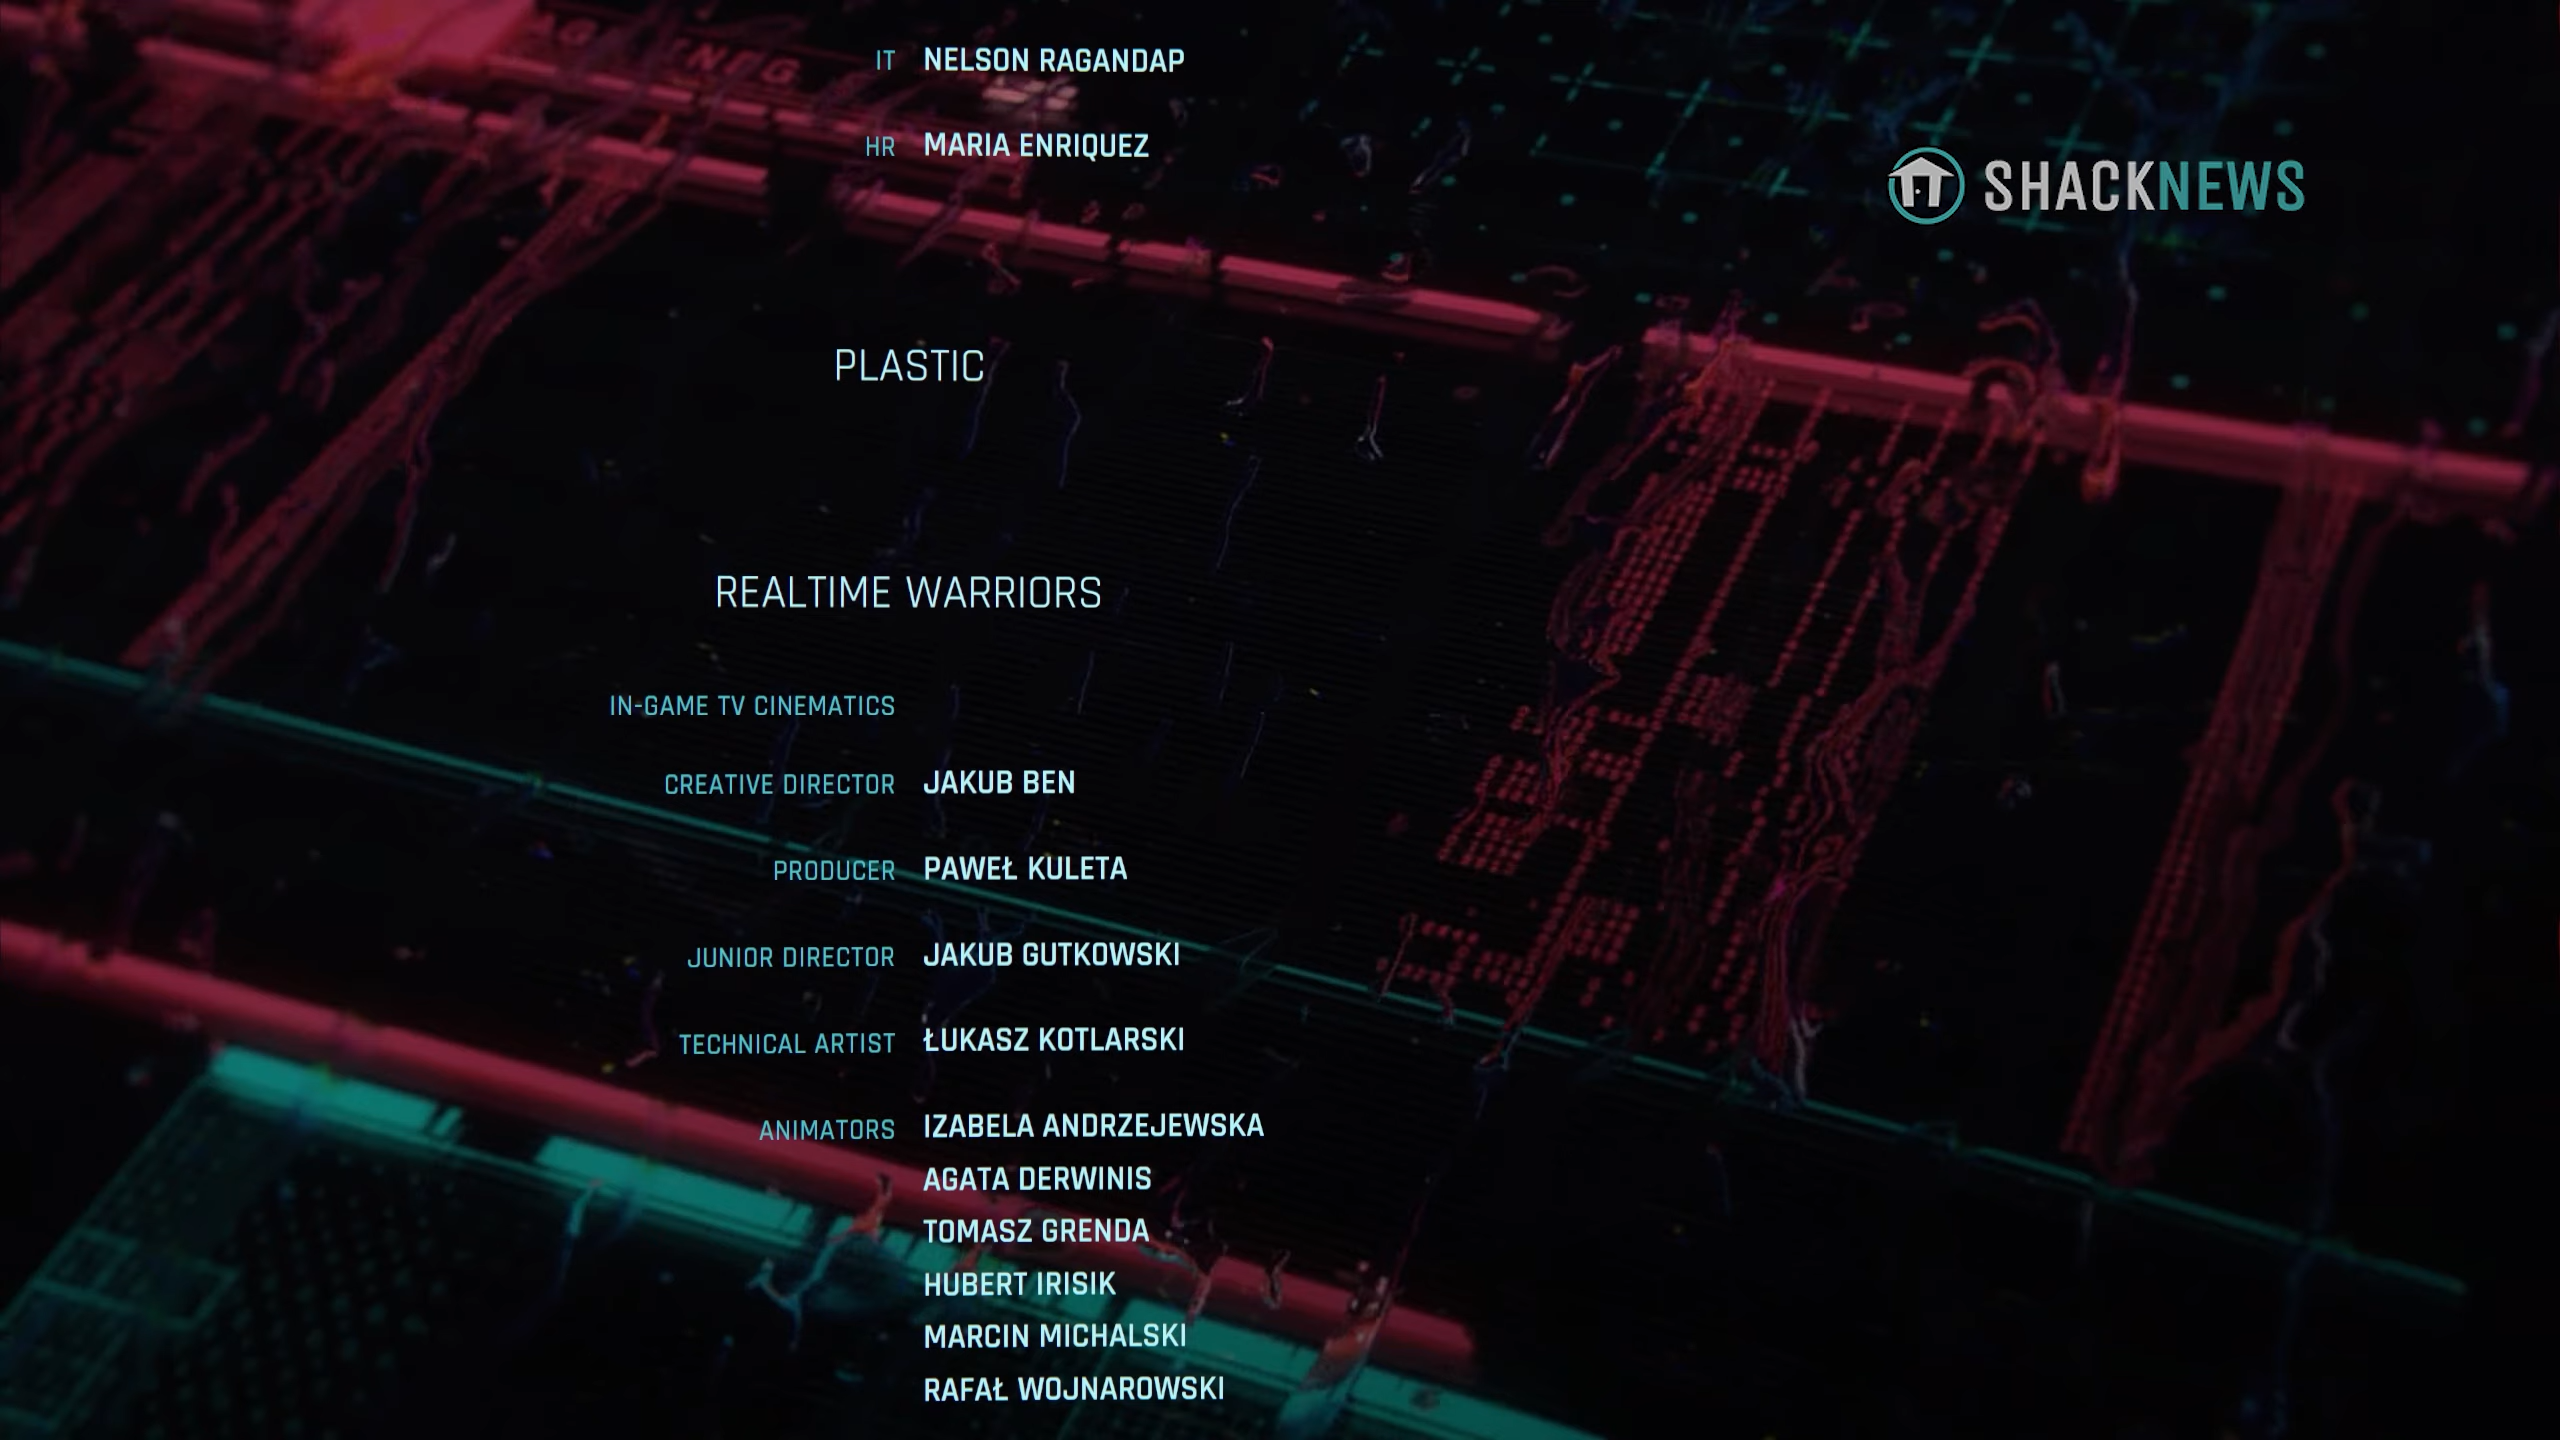 IT NELSON RAGANDAP
HR MARIA ENRIQUEZ
SHACKNEWS
PLASTIC
REALTIME WARRIORS
IN-GAME TV CINEMATICS
CREATIVE DIRECTOR JAKUB BEN
PRODUCER PAWEŁ KULETA
JUNIOR DIRECTOR JAKUB GUTKOWSKI
TECHNICAL ARTIST ŁUKASZ KOTLARSKI
ANIMATORS IZABELA ANDRZEJEWSKA
AGATA DERWINIS
TOMASZ GRENDA
HUBERT IRISIK
MARCIN MICHALSKI
RAFAŁ WOJNAROWSKI